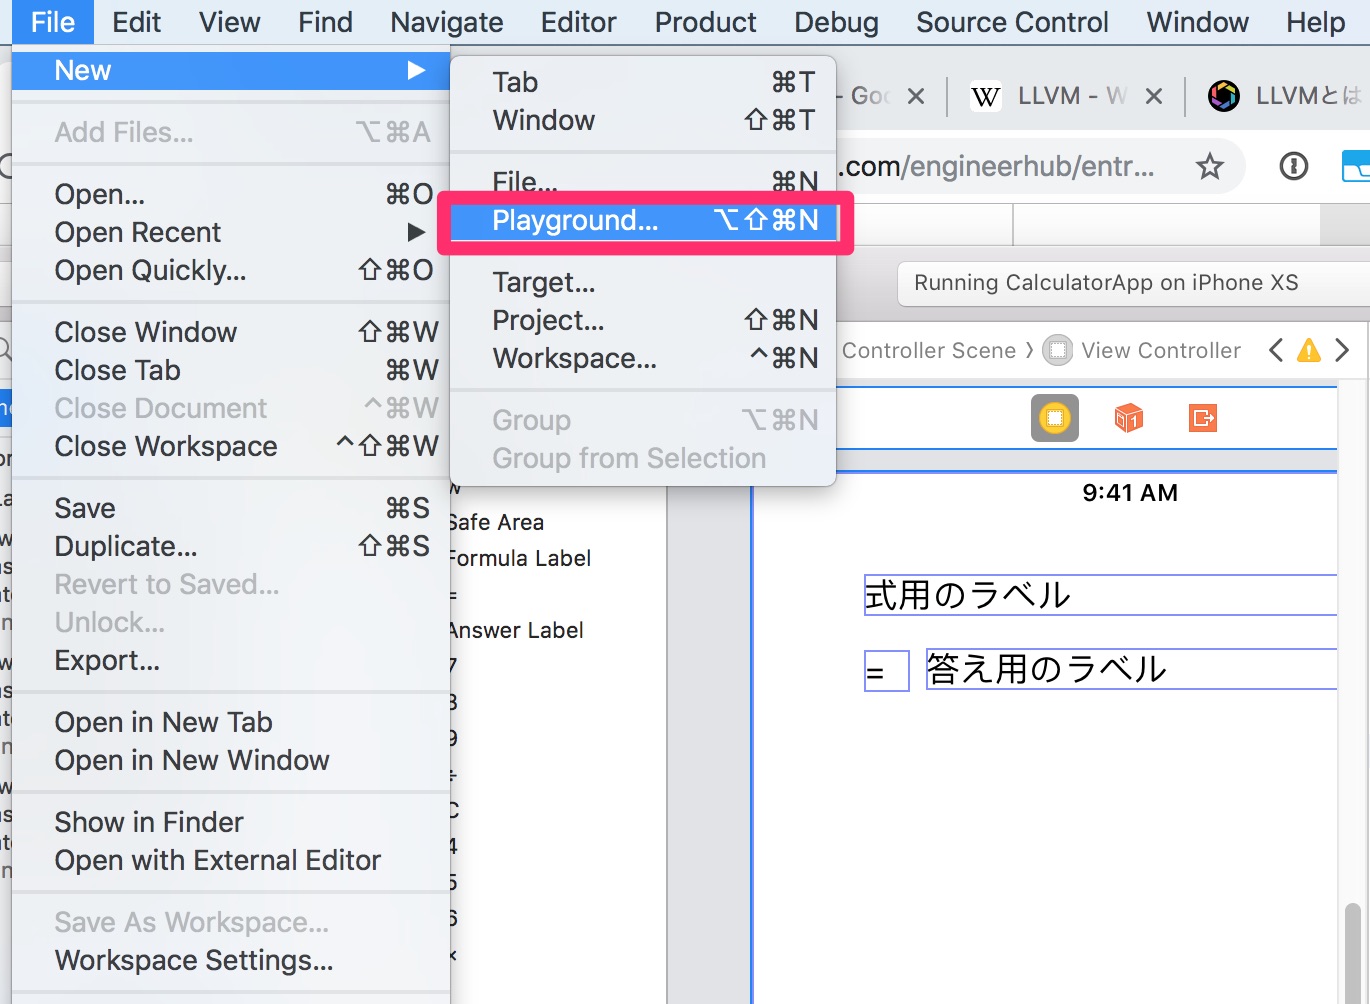 File Edit View Find Navigate Editor Product Debug Source Control Window Help
New ▶
Add Files... ⌥⌘A
Open... ⌘O
Open Recent ▶
Open Quickly... ⇧⌘O
Close Window ⇧⌘W
Close Tab ⌘W
Close Document ^⌘W
Close Workspace ^⇧⌘W
Save ⌘S
Duplicate... ⇧⌘S
Revert to Saved...
Unlock...
Export...
Open in New Tab
Open in New Window
Show in Finder
Open with External Editor
Save As Workspace...
Workspace Settings...
Tab ⌘T
Window ⇧⌘T
File... ⌘N
Playground... ⌥⇧⌘N
Target...
Project... ⇧⌘N
Workspace... ^⌘N
Group ⌥⌘N
Group from Selection
LLVM - W
LLVMとは
.com/engineerhub/entr...
Running CalculatorApp on iPhone XS
Controller Scene 〉 View Controller
Safe Area
Formula Label
=
Answer Label
7
9
÷
C
4
5
6
×
9:41 AM
式用のラベル
= 答え用のラベル